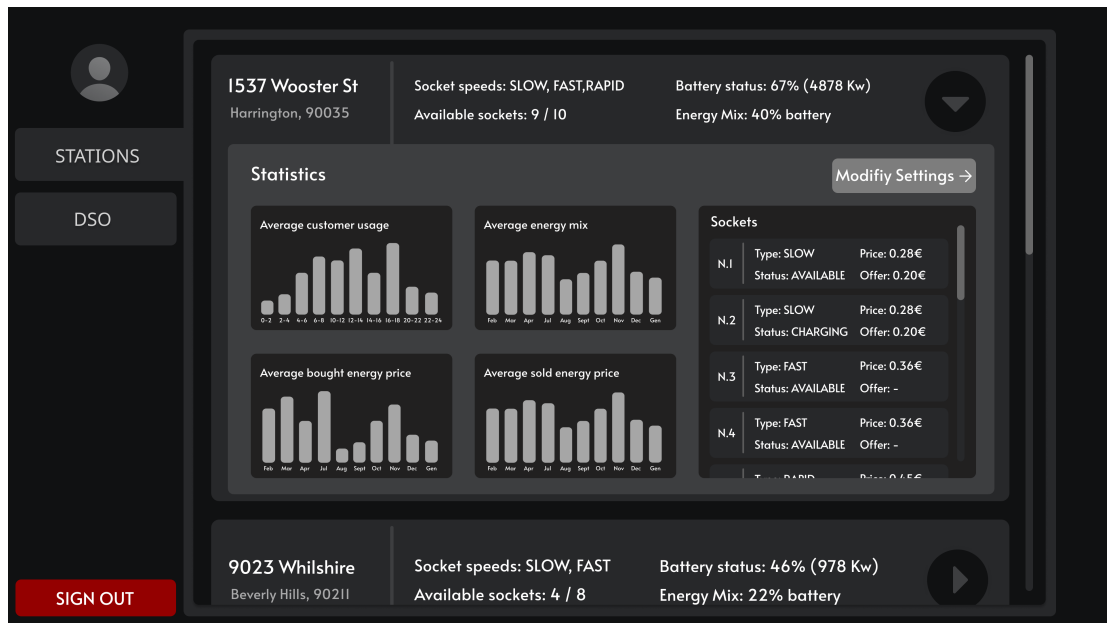 STATIONS
DSO
SIGN OUT
1537 Wooster St
Harrington, 90035
Socket speeds: SLOW, FAST,RAPID
Available sockets: 9 / 10
Battery status: 67% (4878 Kw)
Energy Mix: 40% battery
Statistics
Modifiy Settings →
Average customer usage
0-2 2-4 4-6 6-8 10-12 12-14 14-16 16-18 20-22 22-24
Average energy mix
Feb Mar Apr Jul Aug Sept Oct Nov Dec Gen
Average bought energy price
Feb Mar Apr Jul Aug Sept Oct Nov Dec Gen
Average sold energy price
Feb Mar Apr Jul Aug Sept Oct Nov Dec Gen
Sockets
N.1
Type: SLOW Price: 0.28€
Status: AVAILABLE Offer: 0.20€
N.2
Type: SLOW Price: 0.28€
Status: CHARGING Offer: 0.20€
N.3
Type: FAST Price: 0.36€
Status: AVAILABLE Offer: -
N.4
Type: FAST Price: 0.36€
Status: AVAILABLE Offer: -
Type: RAPID Price: 0.45€
9023 Whilshire
Beverly Hills, 90211
Socket speeds: SLOW, FAST
Available sockets: 4 / 8
Battery status: 46% (978 Kw)
Energy Mix: 22% battery